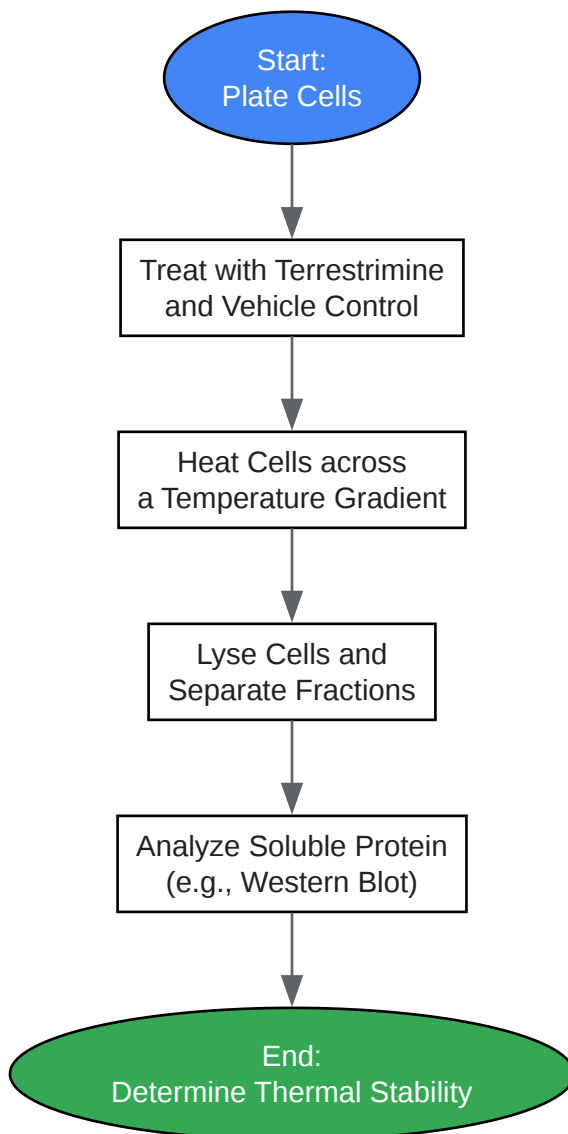 Start:
Plate Cells
Treat with Terrestrimine
and Vehicle Control
Heat Cells across
a Temperature Gradient
Lyse Cells and
Separate Fractions
Analyze Soluble Protein
(e.g., Western Blot)
End:
Determine Thermal Stability